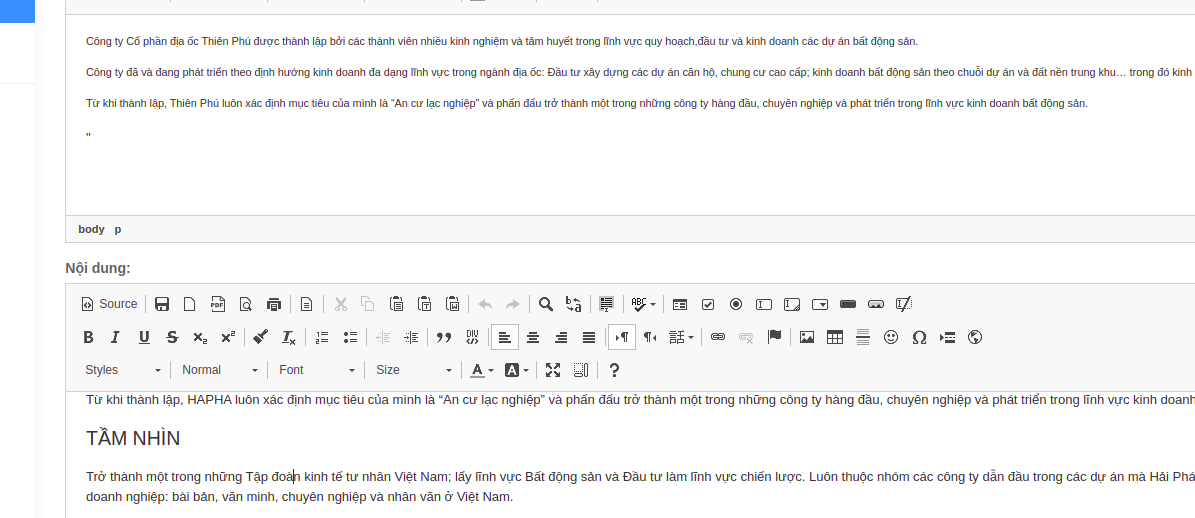 Công ty Cổ phần địa ốc Thiên Phú được thành lập bởi các thành viên nhiều kinh nghiệm và tâm huyết trong lĩnh vực quy hoạch,đầu tư và kinh doanh các dự án bất động sản.
Công ty đã và đang phát triển theo định hướng kinh doanh đa dạng lĩnh vực trong ngành địa ốc: Đầu tư xây dựng các dự án căn hộ, chung cư cao cấp; kinh doanh bất động sản theo chuỗi dự án và đất nền trung khu… trong đó kinh
Từ khi thành lập, Thiên Phú luôn xác định mục tiêu của mình là “An cư lạc nghiệp” và phấn đấu trở thành một trong những công ty hàng đầu, chuyên nghiệp và phát triển trong lĩnh vực kinh doanh bất động sản.
"
body p
Nội dung:
Source
Styles Normal Font Size
Từ khi thành lập, HAPHA luôn xác định mục tiêu của mình là “An cư lạc nghiệp” và phấn đấu trở thành một trong những công ty hàng đầu, chuyên nghiệp và phát triển trong lĩnh vực kinh doanh
TẦM NHÌN
Trở thành một trong những Tập đoàn kinh tế tư nhân Việt Nam; lấy lĩnh vực Bất động sản và Đầu tư làm lĩnh vực chiến lược. Luôn thuộc nhóm các công ty dẫn đầu trong các dự án mà Hải Phá
doanh nghiệp: bài bản, văn minh, chuyên nghiệp và nhân văn ở Việt Nam.